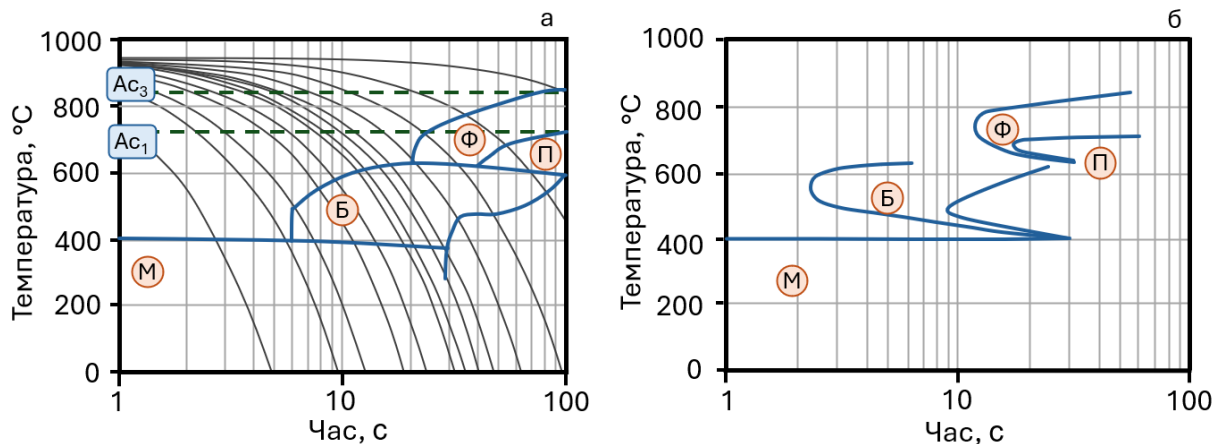 а
Температура, °C
1000
800
600
400
200
0
Ac₃
Ac₁
Ф
П
Б
М
1
10
100
Час, с
б
Температура, °C
1000
800
600
400
200
0
Ф
П
Б
М
1
10
100
Час, с